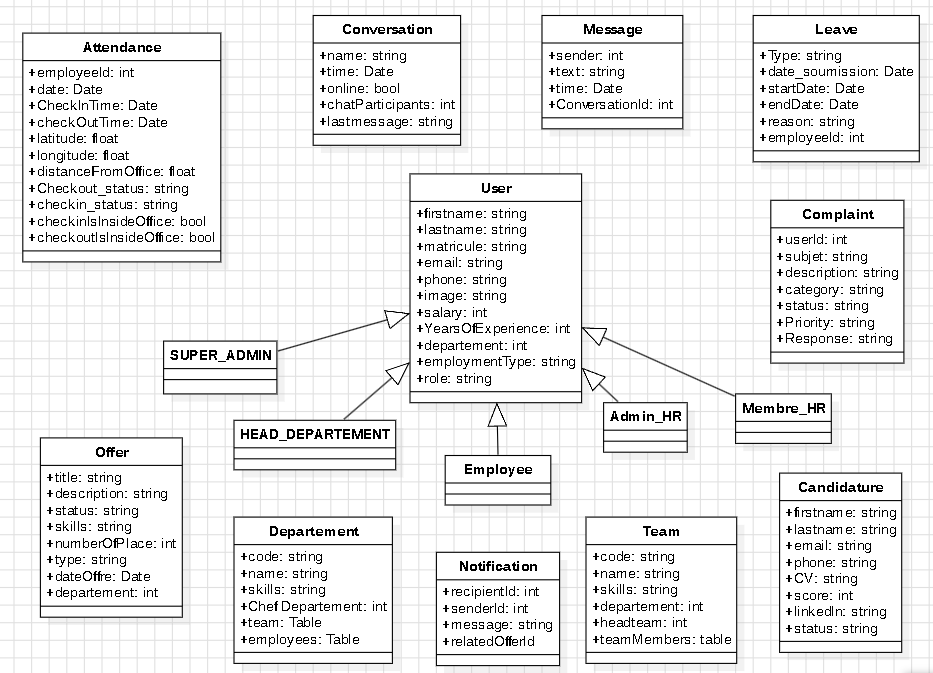 Attendance
+employeeId: int
+date: Date
+CheckInTime: Date
+checkOutTime: Date
+latitude: float
+longitude: float
+distanceFromOffice: float
+Checkout_status: string
+checkin_status: string
+checkinIsInsideOffice: bool
+checkoutIsInsideOffice: bool
Conversation
+name: string
+time: Date
+online: bool
+chatParticipants: int
+lastmessage: string
Message
+sender: int
+text: string
+time: Date
+ConversationId: int
Leave
+Type: string
+date_soumission: Date
+startDate: Date
+endDate: Date
+reason: string
+employeeId: int
User
+firstname: string
+lastname: string
+matricule: string
+email: string
+phone: string
+image: string
+salary: int
+YearsOfExperience: int
+departement: int
+employmentType: string
+role: string
Complaint
+userId: int
+subjet: string
+description: string
+category: string
+status: string
+Priority: string
+Response: string
SUPER_ADMIN
HEAD_DEPARTEMENT
Employee
Admin_HR
Membre_HR
Offer
+title: string
+description: string
+status: string
+skills: string
+numberOfPlace: int
+type: string
+dateOffre: Date
+departement: int
Departement
+code: string
+name: string
+skills: string
+Chef Departement: int
+team: Table
+employees: Table
Notification
+recipientId: int
+senderId: int
+message: string
+relatedOfferId
Team
+code: string
+name: string
+skills: string
+departement: int
+headteam: int
+teamMembers: table
Candidature
+firstname: string
+lastname: string
+email: string
+phone: string
+CV: string
+score: int
+linkedIn: string
+status: string